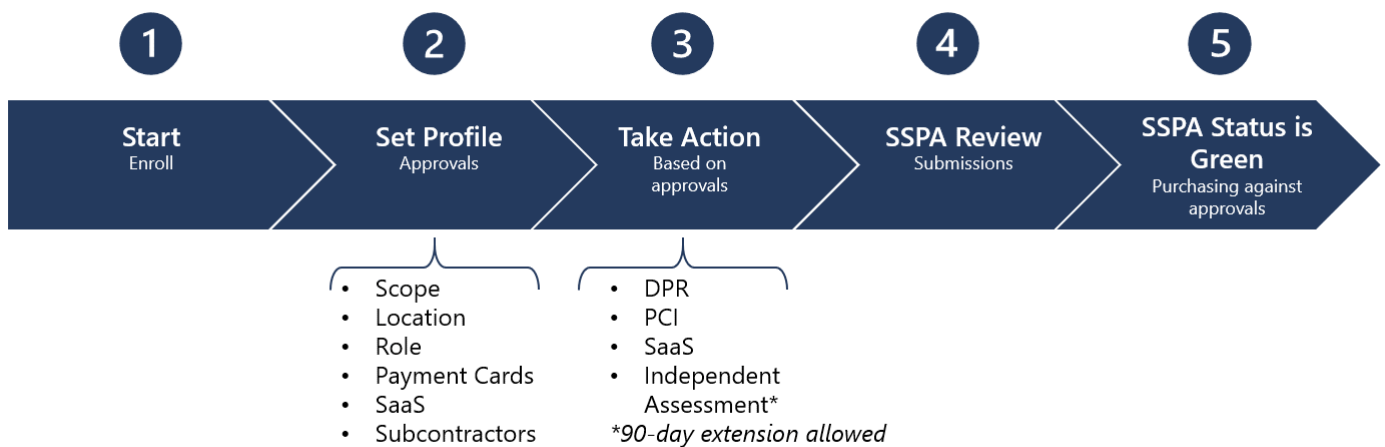 1
2
3
4
5
Start
Enroll
Set Profile
Approvals
Take Action
Based on
approvals
SSPA Review
Submissions
SSPA Status is
Green
Purchasing against
approvals
• Scope
• Location
• Role
• Payment Cards
• SaaS
• Subcontractors
• DPR
• PCI
• SaaS
• Independent
Assessment*
*90-day extension allowed